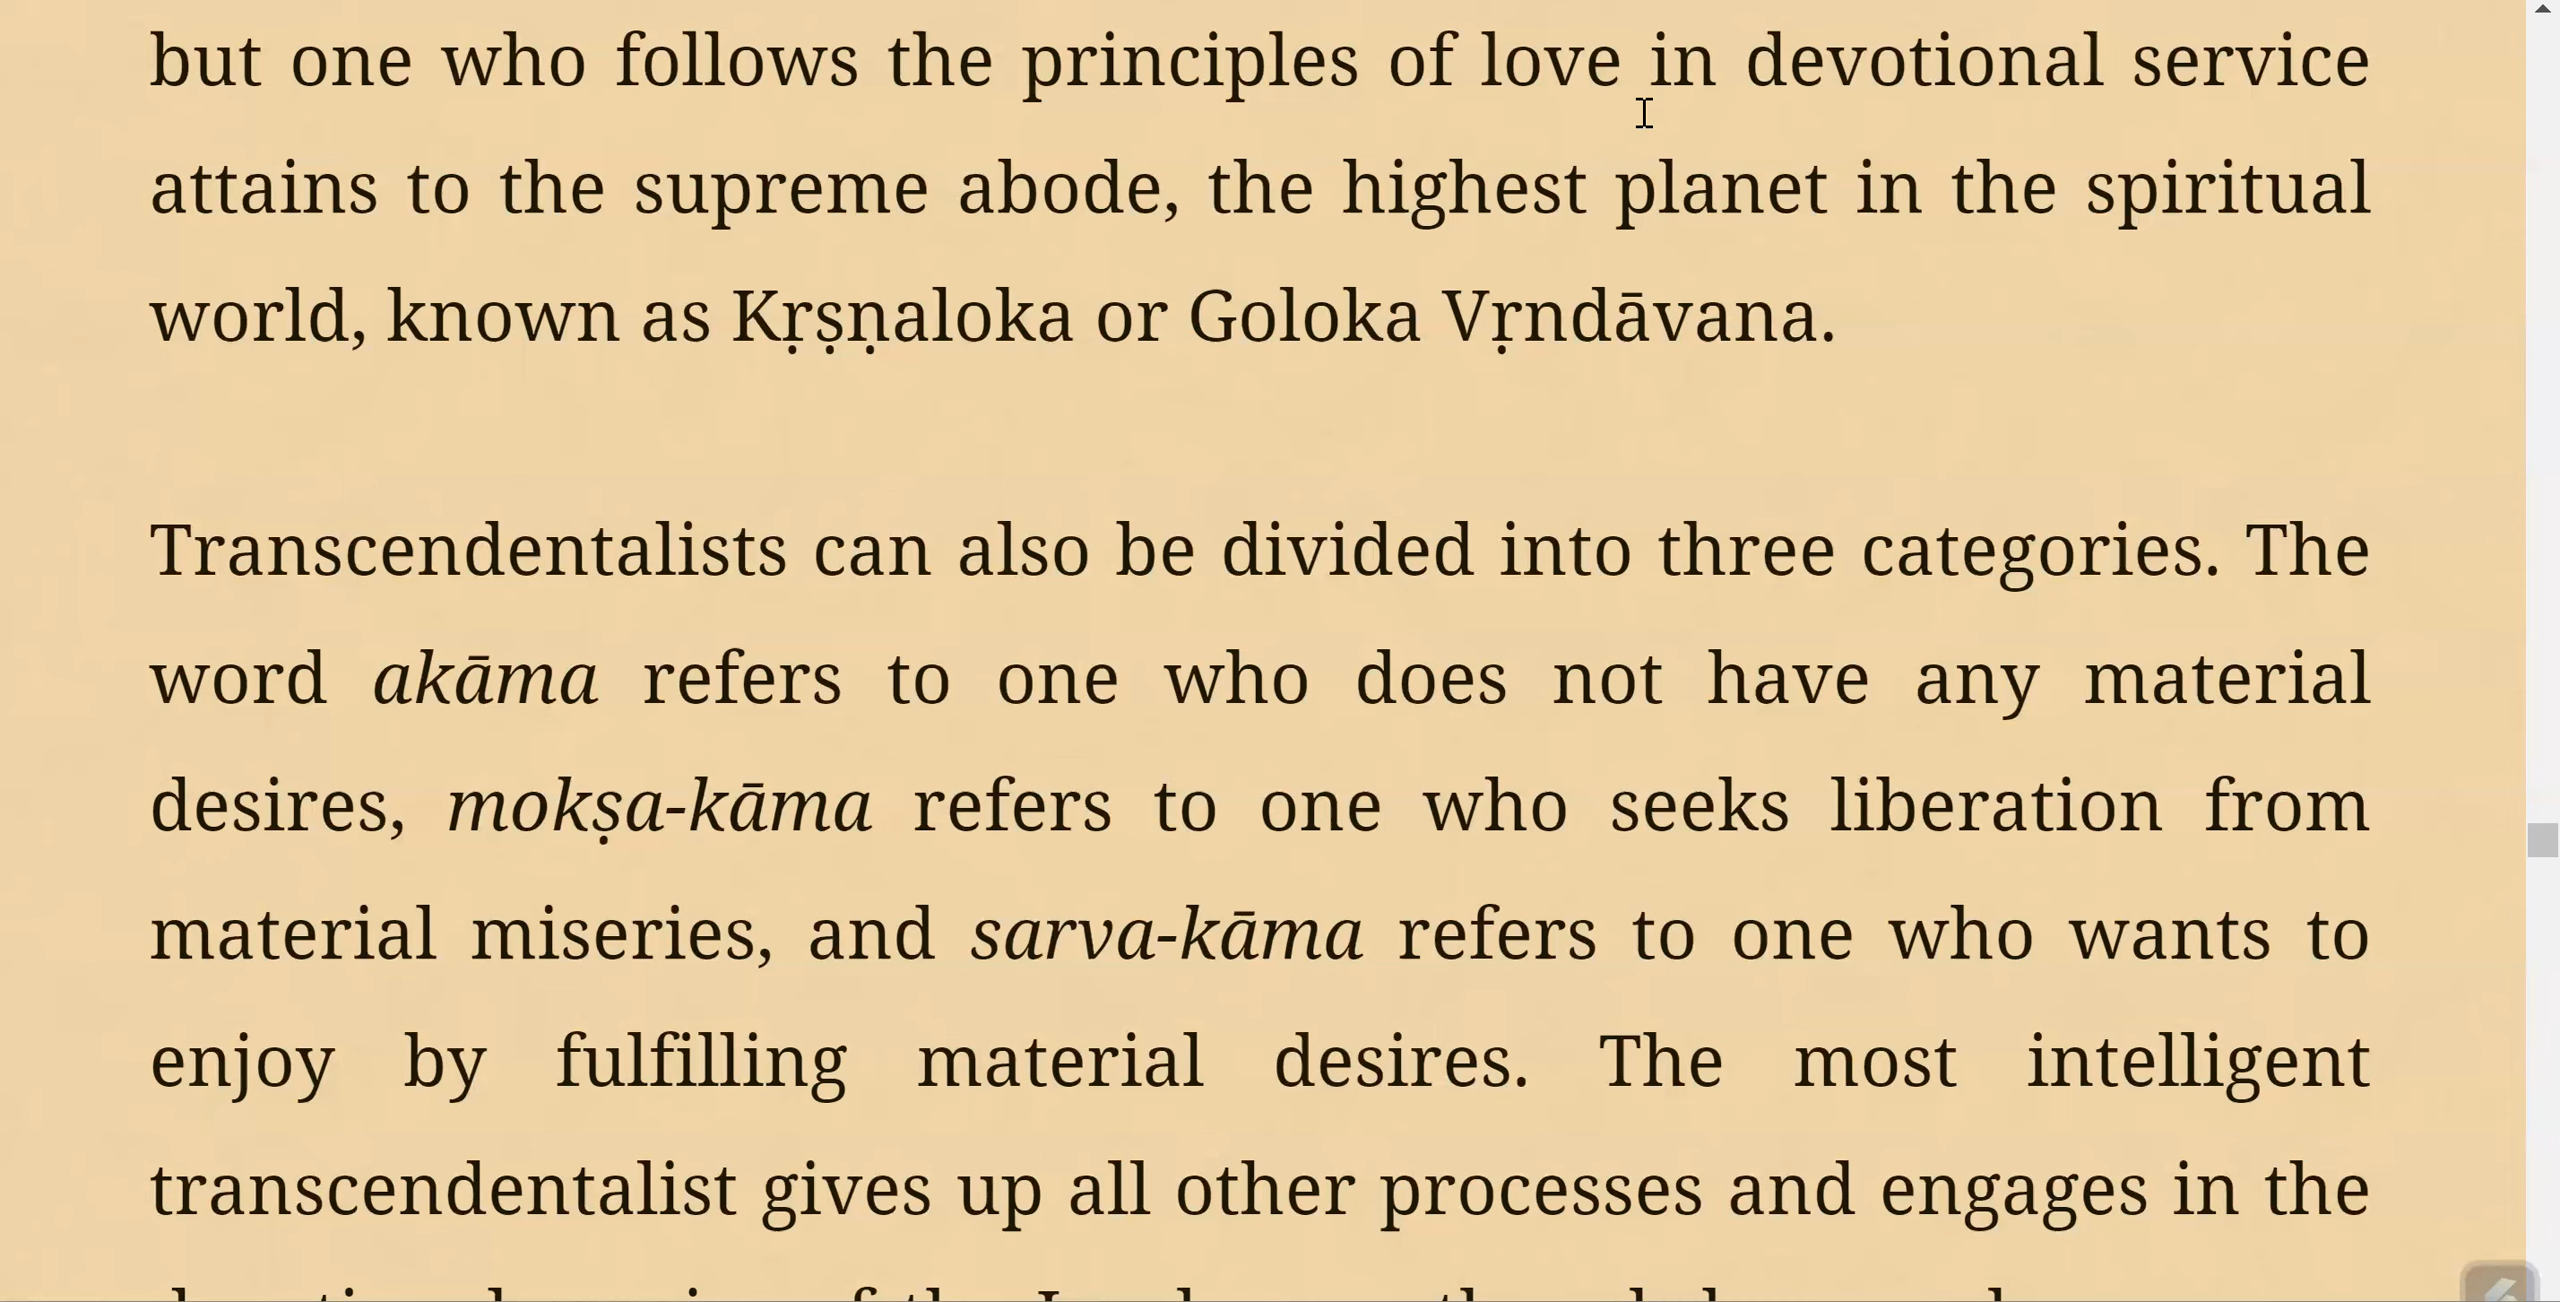 but one who follows the principles of love in devotional service
attains to the supreme abode, the highest planet in the spiritual
world, known as Kṛṣṇaloka or Goloka Vṛndāvana.
Transcendentalists can also be divided into three categories. The
word akāma refers to one who does not have any material
desires, mokṣa-kāma refers to one who seeks liberation from
material miseries, and sarva-kāma refers to one who wants to
enjoy by fulfilling material desires. The most intelligent
transcendentalist gives up all other processes and engages in the